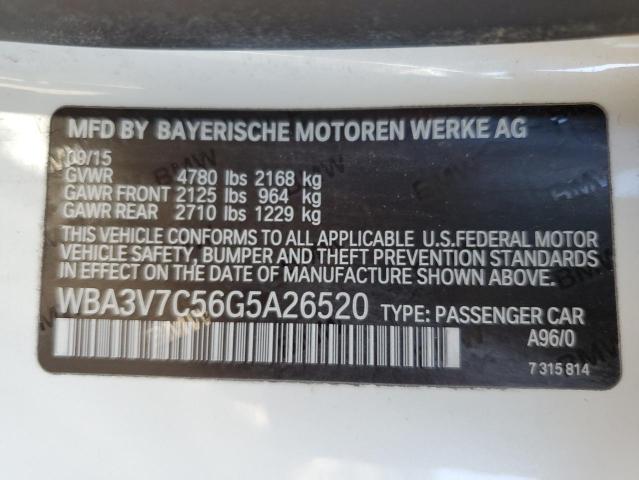 MFD BY BAYERISCHE MOTOREN WERKE AG
09/15
GVWR 4780 lbs 2168 kg
GAWR FRONT 2125 lbs 964 kg
GAWR REAR 2710 lbs 1229 kg
THIS VEHICLE CONFORMS TO ALL APPLICABLE U.S.FEDERAL MOTOR
VEHICLE SAFETY, BUMPER AND THEFT PREVENTION STANDARDS
IN EFFECT ON THE DATE OF MANUFACTURE SHOWN ABOVE.
WBA3V7C56G5A26520 TYPE: PASSENGER CAR
A96/0
7 315 814